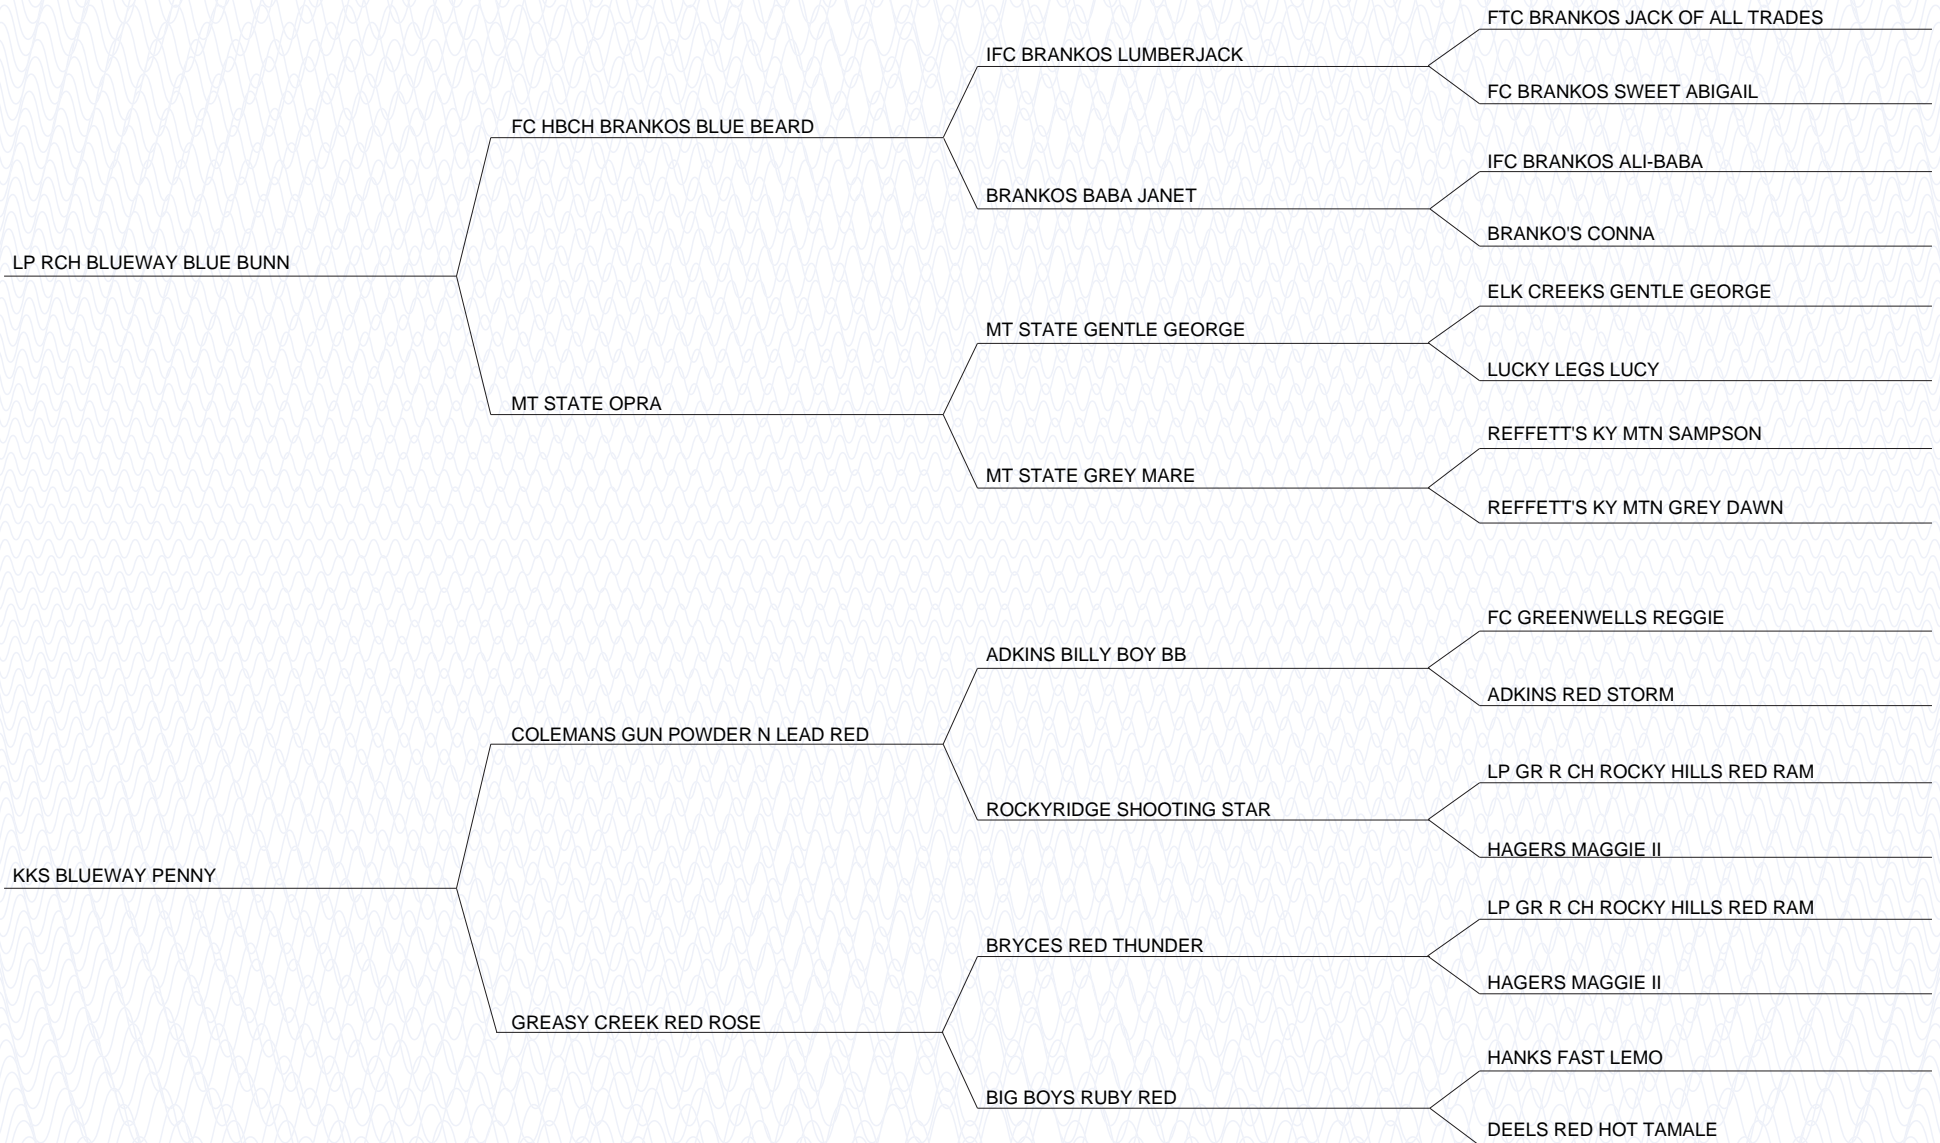 FTC BRANKOS JACK OF ALL TRADES
IFC BRANKOS LUMBERJACK
FC BRANKOS SWEET ABIGAIL
FC HBCH BRANKOS BLUE BEARD
IFC BRANKOS ALI-BABA
BRANKOS BABA JANET
BRANKO'S CONNA
LP RCH BLUEWAY BLUE BUNN
ELK CREEKS GENTLE GEORGE
MT STATE GENTLE GEORGE
LUCKY LEGS LUCY
MT STATE OPRA
REFFETT'S KY MTN SAMPSON
MT STATE GREY MARE
REFFETT'S KY MTN GREY DAWN
FC GREENWELLS REGGIE
ADKINS BILLY BOY BB
ADKINS RED STORM
COLEMANS GUN POWDER N LEAD RED
LP GR R CH ROCKY HILLS RED RAM
ROCKYRIDGE SHOOTING STAR
HAGERS MAGGIE II
KKS BLUEWAY PENNY
LP GR R CH ROCKY HILLS RED RAM
BRYCES RED THUNDER
HAGERS MAGGIE II
GREASY CREEK RED ROSE
HANKS FAST LEMO
BIG BOYS RUBY RED
DEELS RED HOT TAMALE